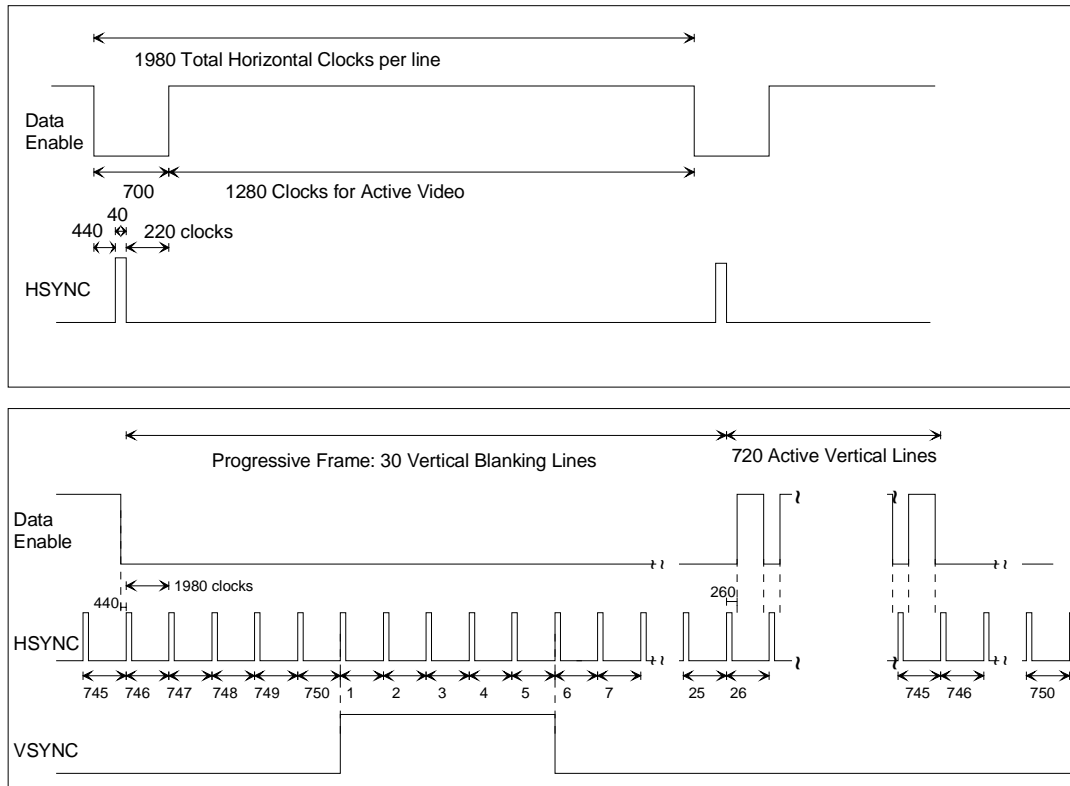 1980 Total Horizontal Clocks per line
Data
Enable
700
1280 Clocks for Active Video
40
440
220 clocks
HSYNC
Progressive Frame: 30 Vertical Blanking Lines
720 Active Vertical Lines
Data
Enable
1980 clocks
440
260
HSYNC
745 746 747 748 749 750 1 2 3 4 5 6 7 25 26 745 746 750
VSYNC